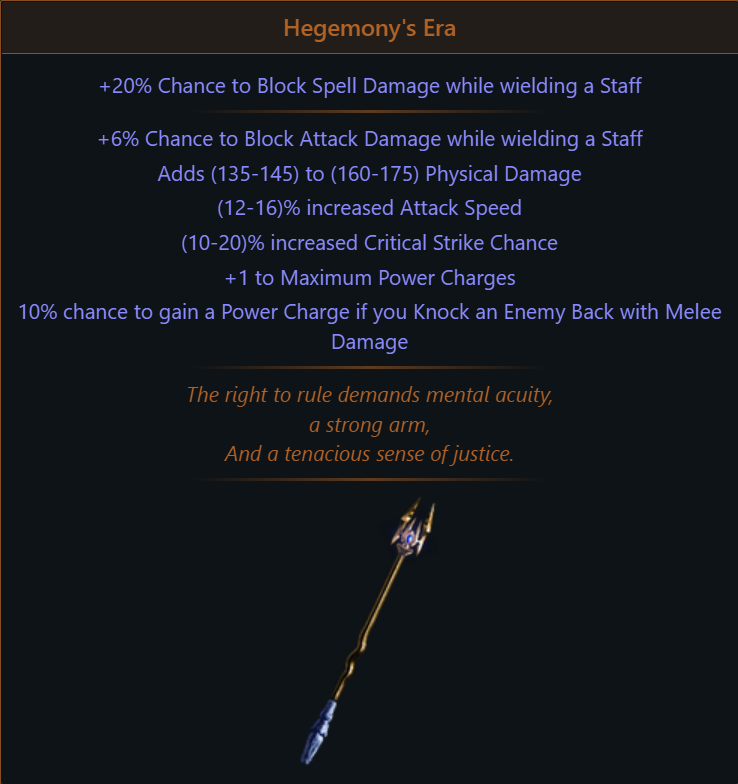 Hegemony's Era
+20% Chance to Block Spell Damage while wielding a Staff
+6% Chance to Block Attack Damage while wielding a Staff
Adds (135-145) to (160-175) Physical Damage
(12-16)% increased Attack Speed
(10-20)% increased Critical Strike Chance
+1 to Maximum Power Charges
10% chance to gain a Power Charge if you Knock an Enemy Back with Melee
Damage
The right to rule demands mental acuity,
a strong arm,
And a tenacious sense of justice.